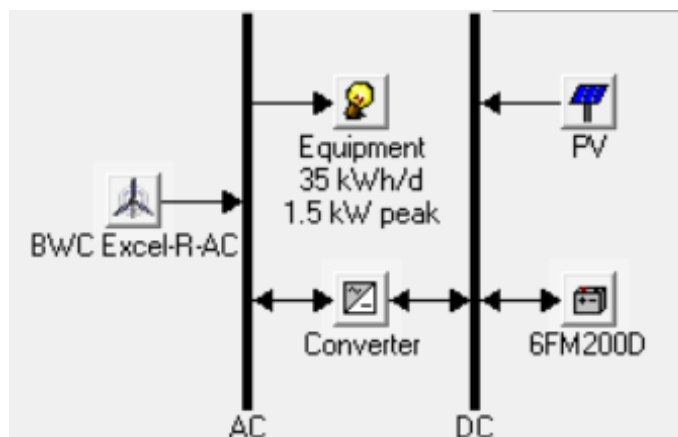 Equipment
35 kWh/d
1.5 kW peak
PV
BWC Excel-R-AC
Converter
6FM200D
AC
DC